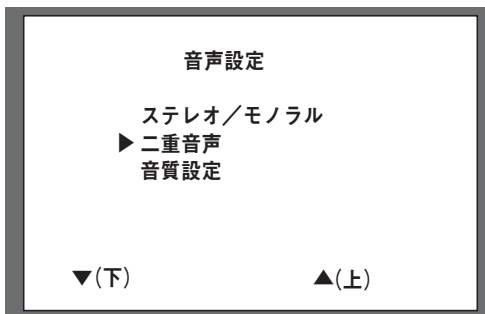 音声設定
ステレオ／モノラル
▶二重音声
音質設定
▼(下) ▲(上)